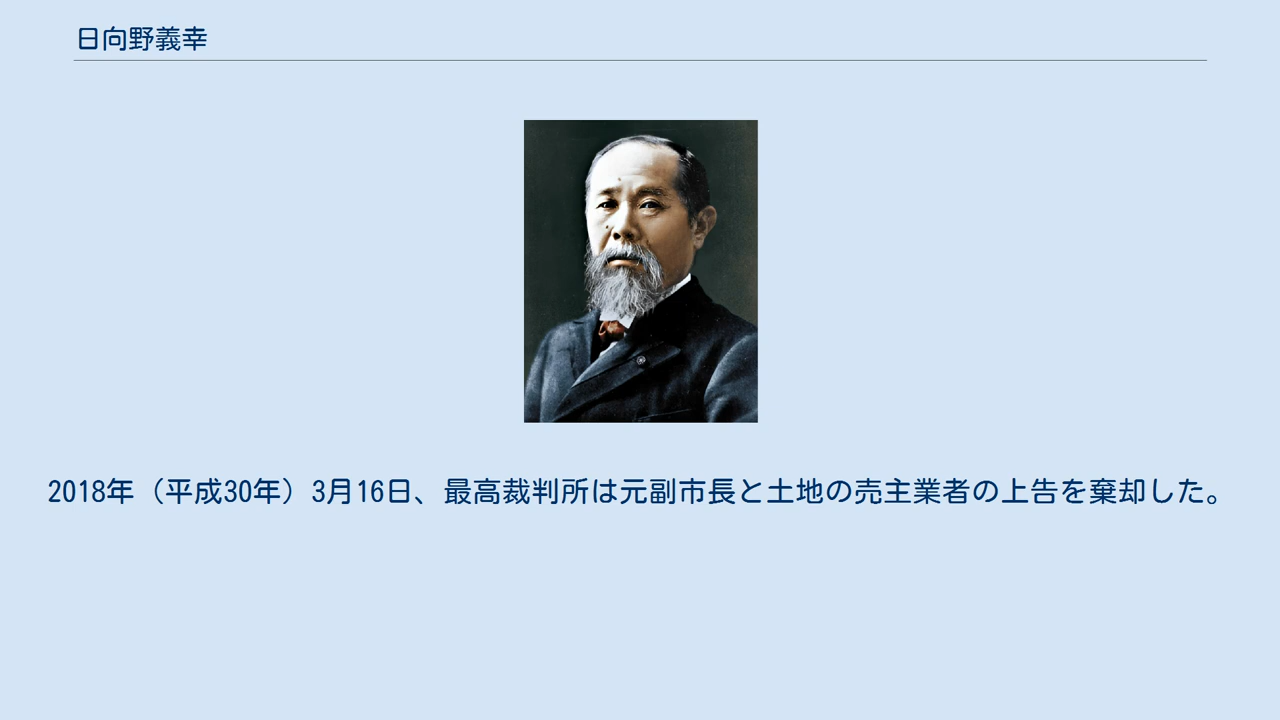 日向野義幸
2018年（平成30年）3月16日、最高裁判所は元副市長と土地の売主業者の上告を棄却した。